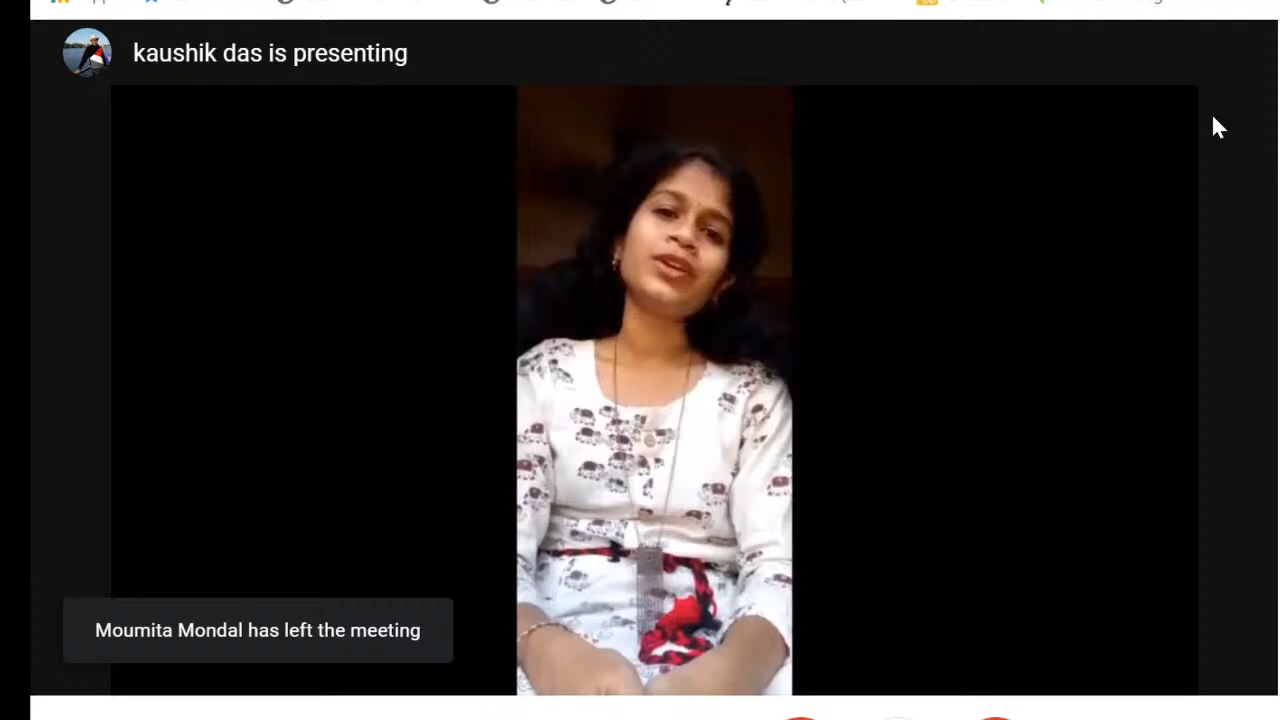 kaushik das is presenting
Moumita Mondal has left the meeting